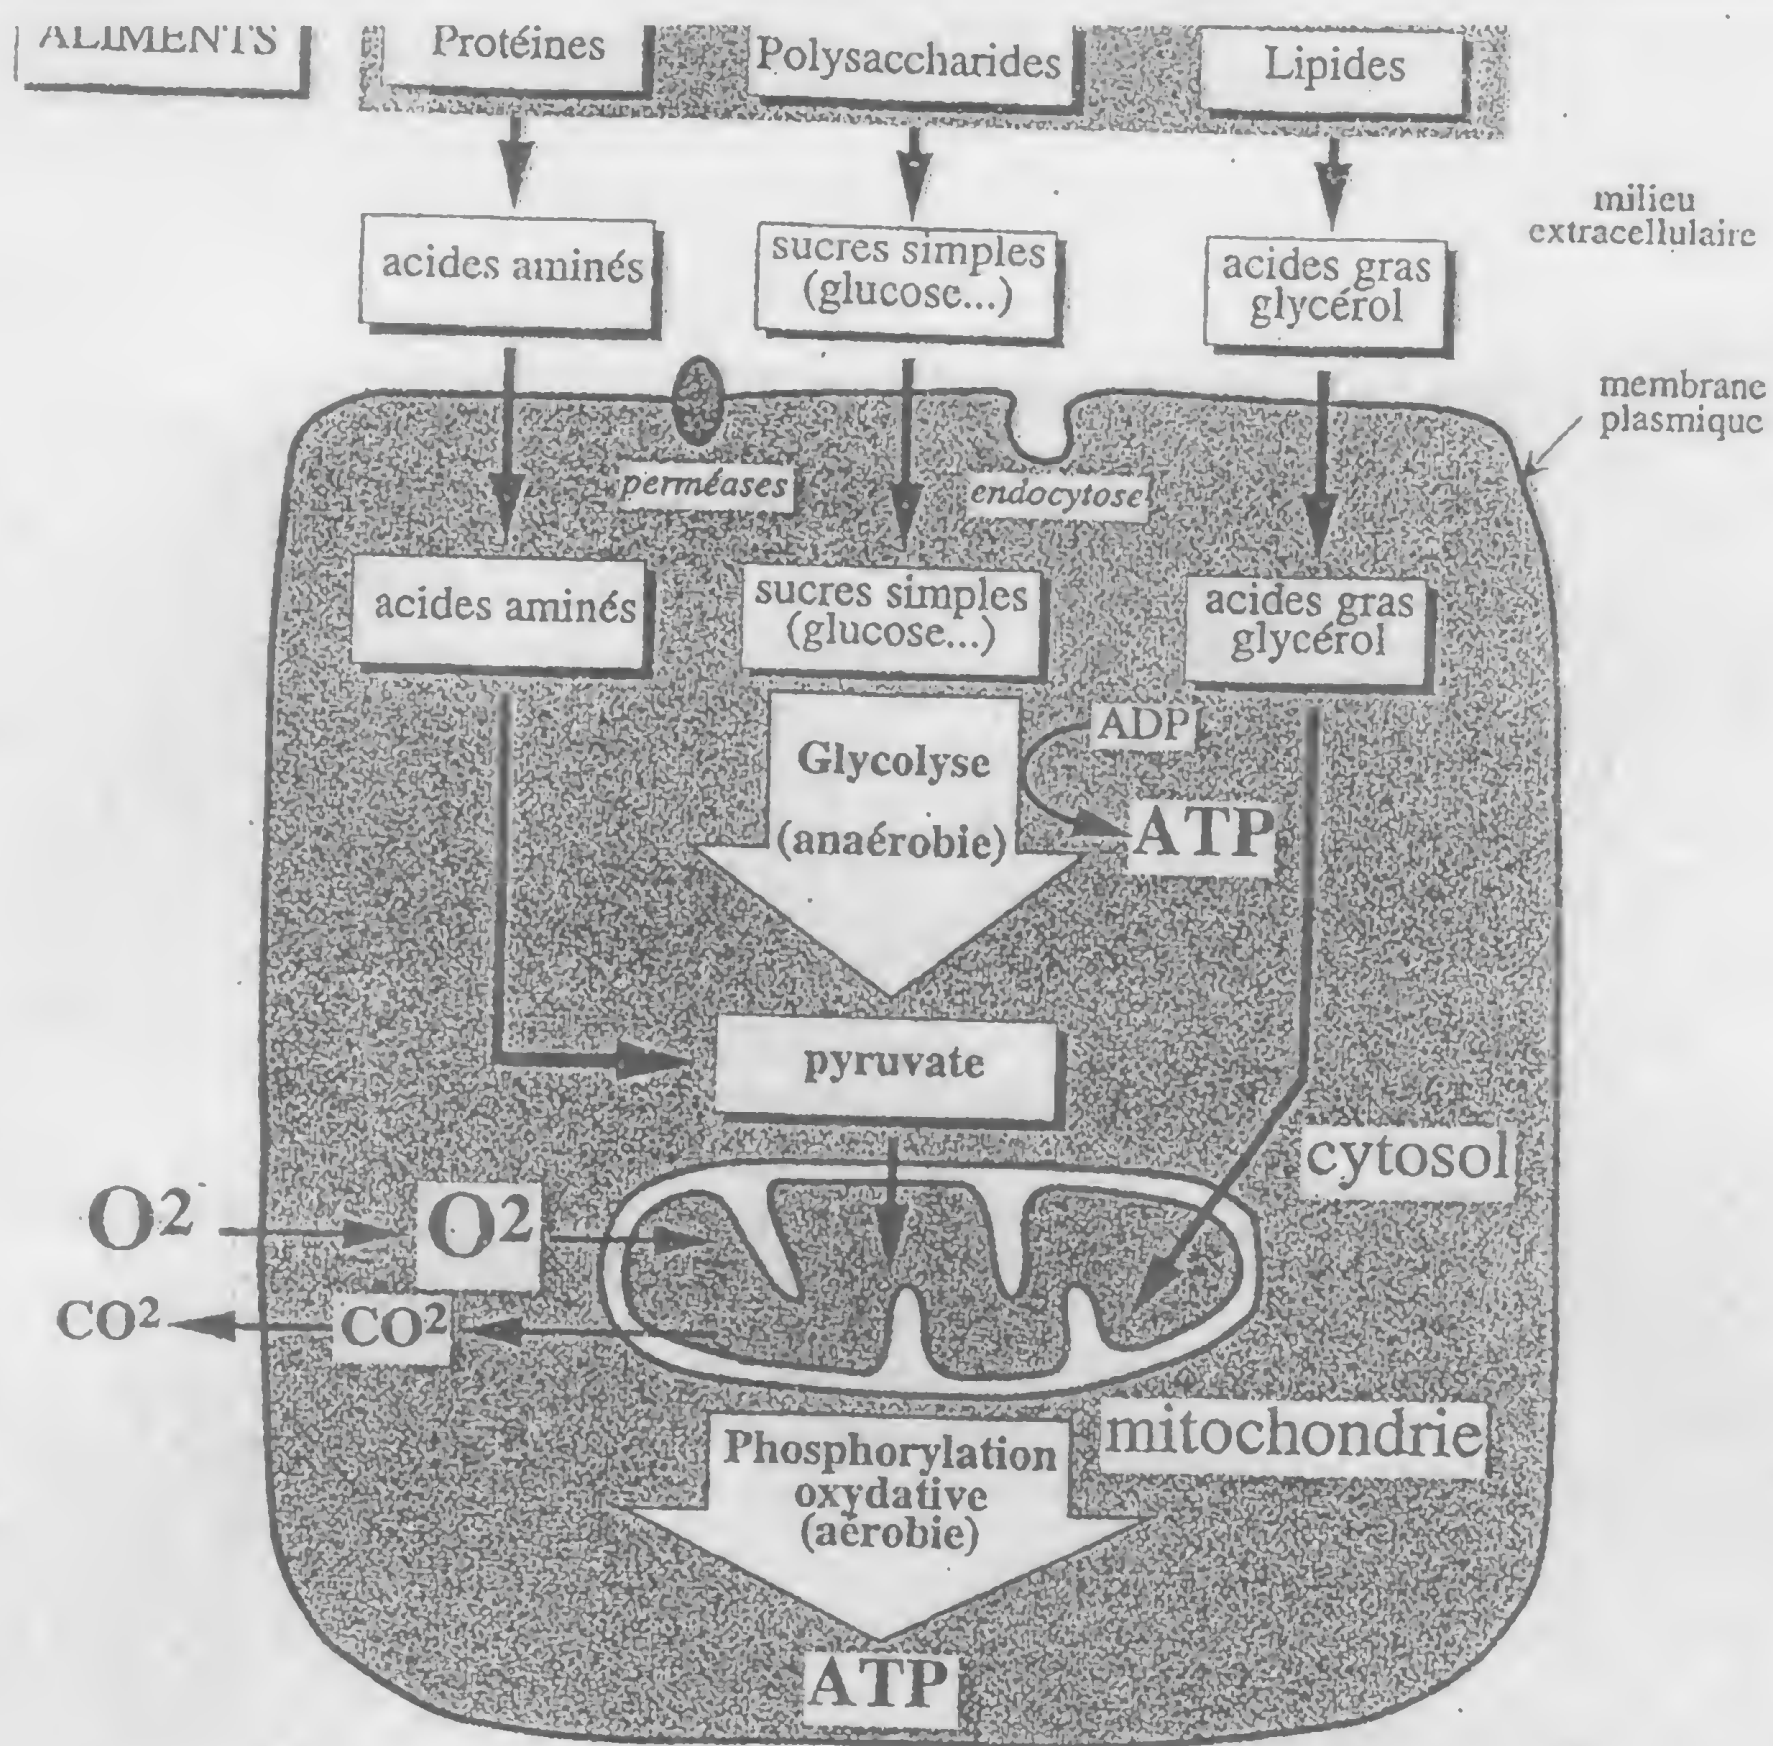 ALIMENTS
Protéines
Polysaccharides
Lipides
milieu
extracellulaire
acides aminés
sucres simples
(glucose...)
acides gras
glycérol
membrane
plasmique
perméases
endocytose
acides aminés
sucres simples
(glucose...)
acides gras
glycérol
Glycolyse
(anaérobie)
ADP
ATP
pyruvate
cytosol
O2
O2
CO2
CO2
mitochondrie
Phosphorylation
oxydative
(aérobie)
ATP